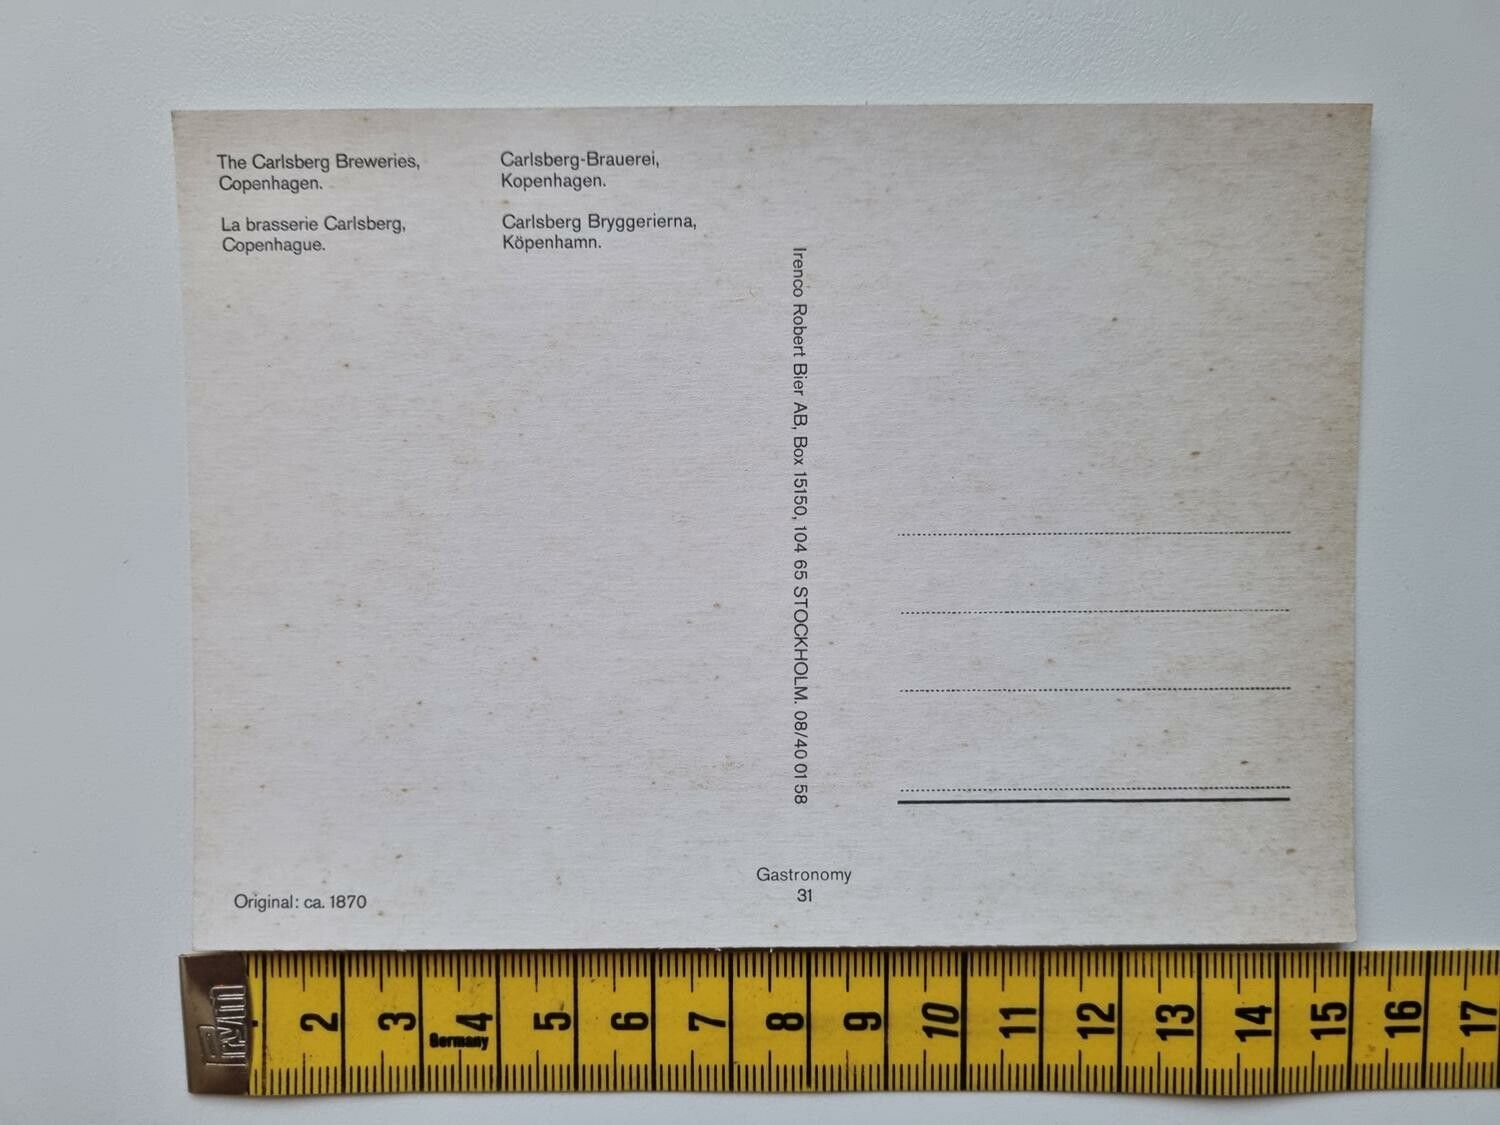 The Carlsberg Breweries,
Copenhagen.
La brasserie Carlsberg,
Copenhague.
Carlsberg-Brauerei,
Kopenhagen.
Carlsberg Bryggerierna,
Köpenhamn.
Irenco Robert Bier AB, Box 15150, 104 65 STOCKHOLM. 08/40 01 58
Original: ca. 1870
Gastronomy
31
2 3 4 5 6 7 8 9 10 11 12 13 14 15 16 17
Germany